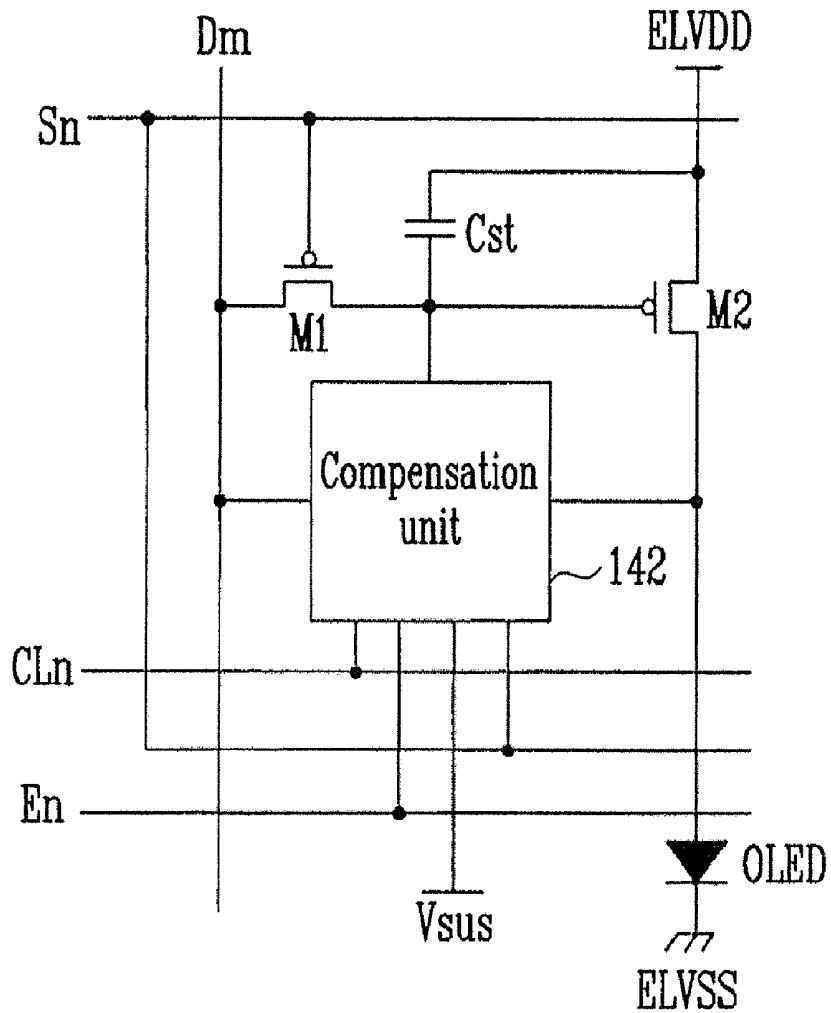 Dm
ELVDD
Sn
Cst
M1
M2
Compensation
unit
142
CLn
En
OLED
Vsus
ELVSS